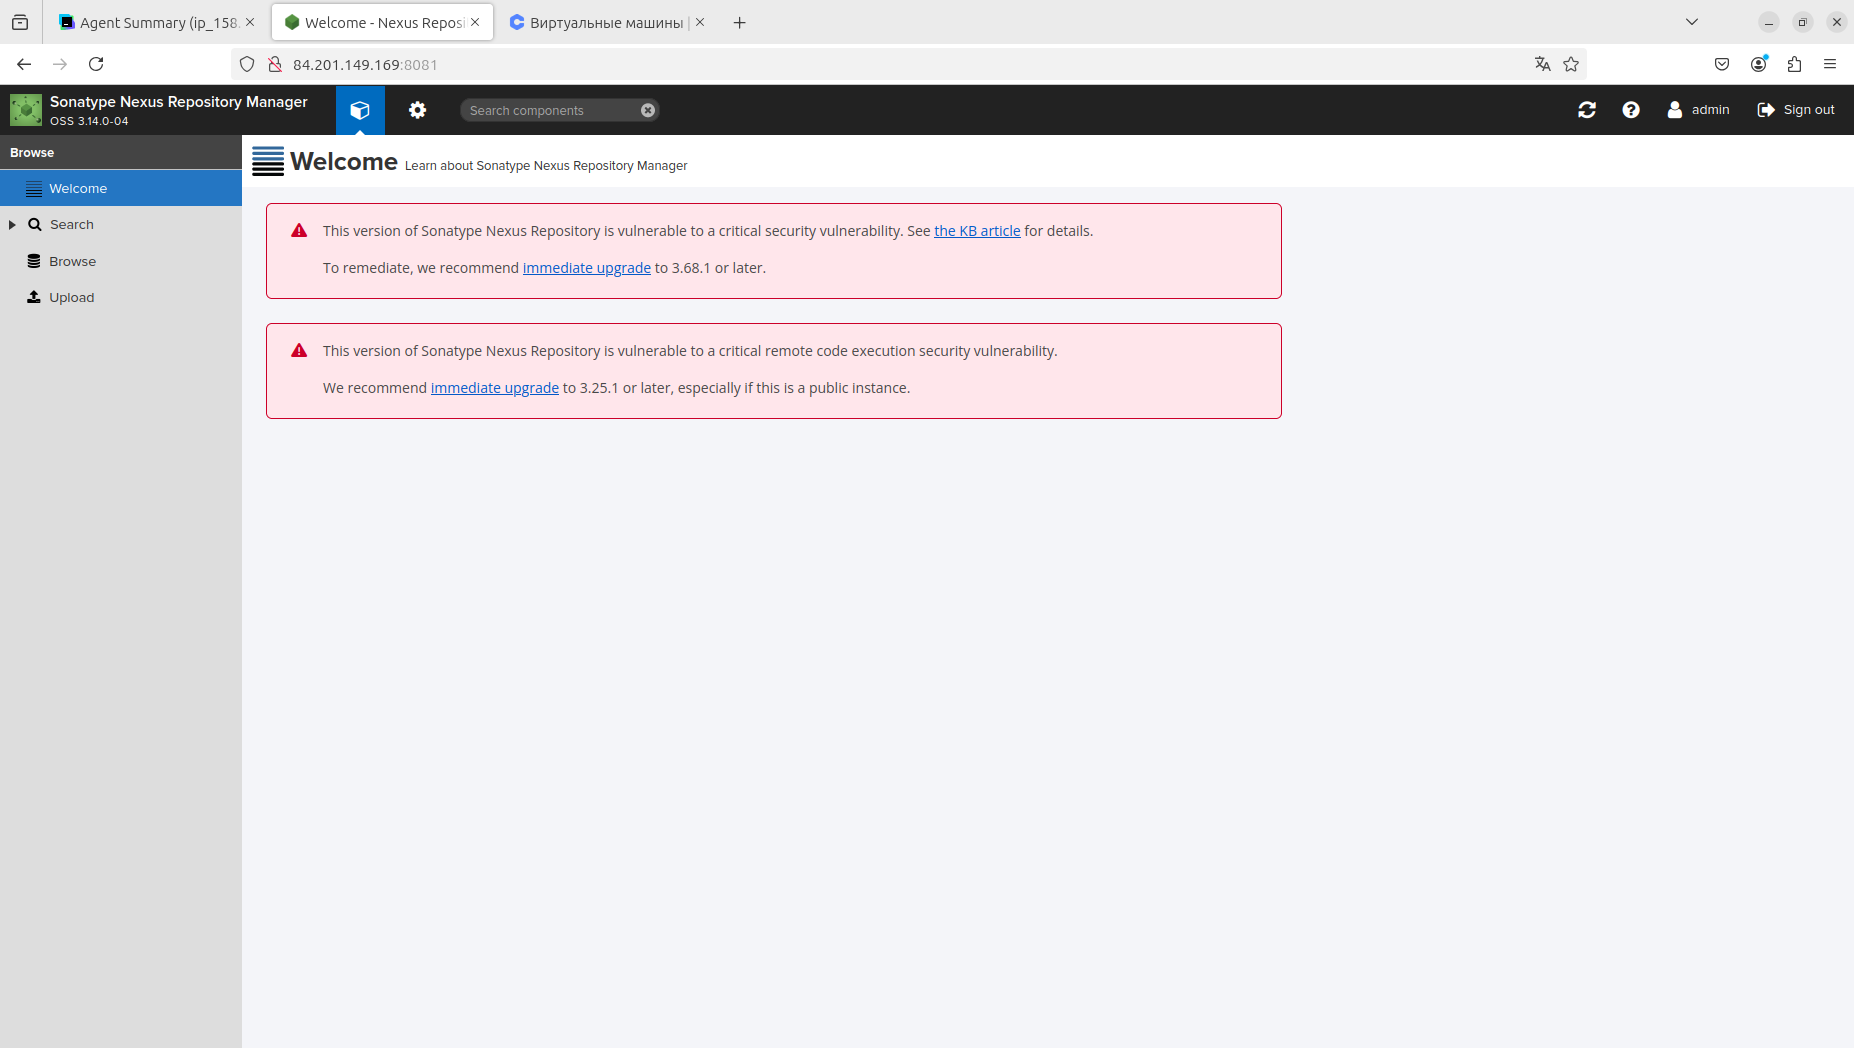 Agent Summary (ip_158.
Welcome - Nexus Reposi
Виртуальные машины |
84.201.149.169:8081
Sonatype Nexus Repository Manager
OSS 3.14.0-04
Search components
admin
Sign out
Browse
Welcome
Search
Browse
Upload
Welcome Learn about Sonatype Nexus Repository Manager
This version of Sonatype Nexus Repository is vulnerable to a critical security vulnerability. See the KB article for details.
To remediate, we recommend immediate upgrade to 3.68.1 or later.
This version of Sonatype Nexus Repository is vulnerable to a critical remote code execution security vulnerability.
We recommend immediate upgrade to 3.25.1 or later, especially if this is a public instance.